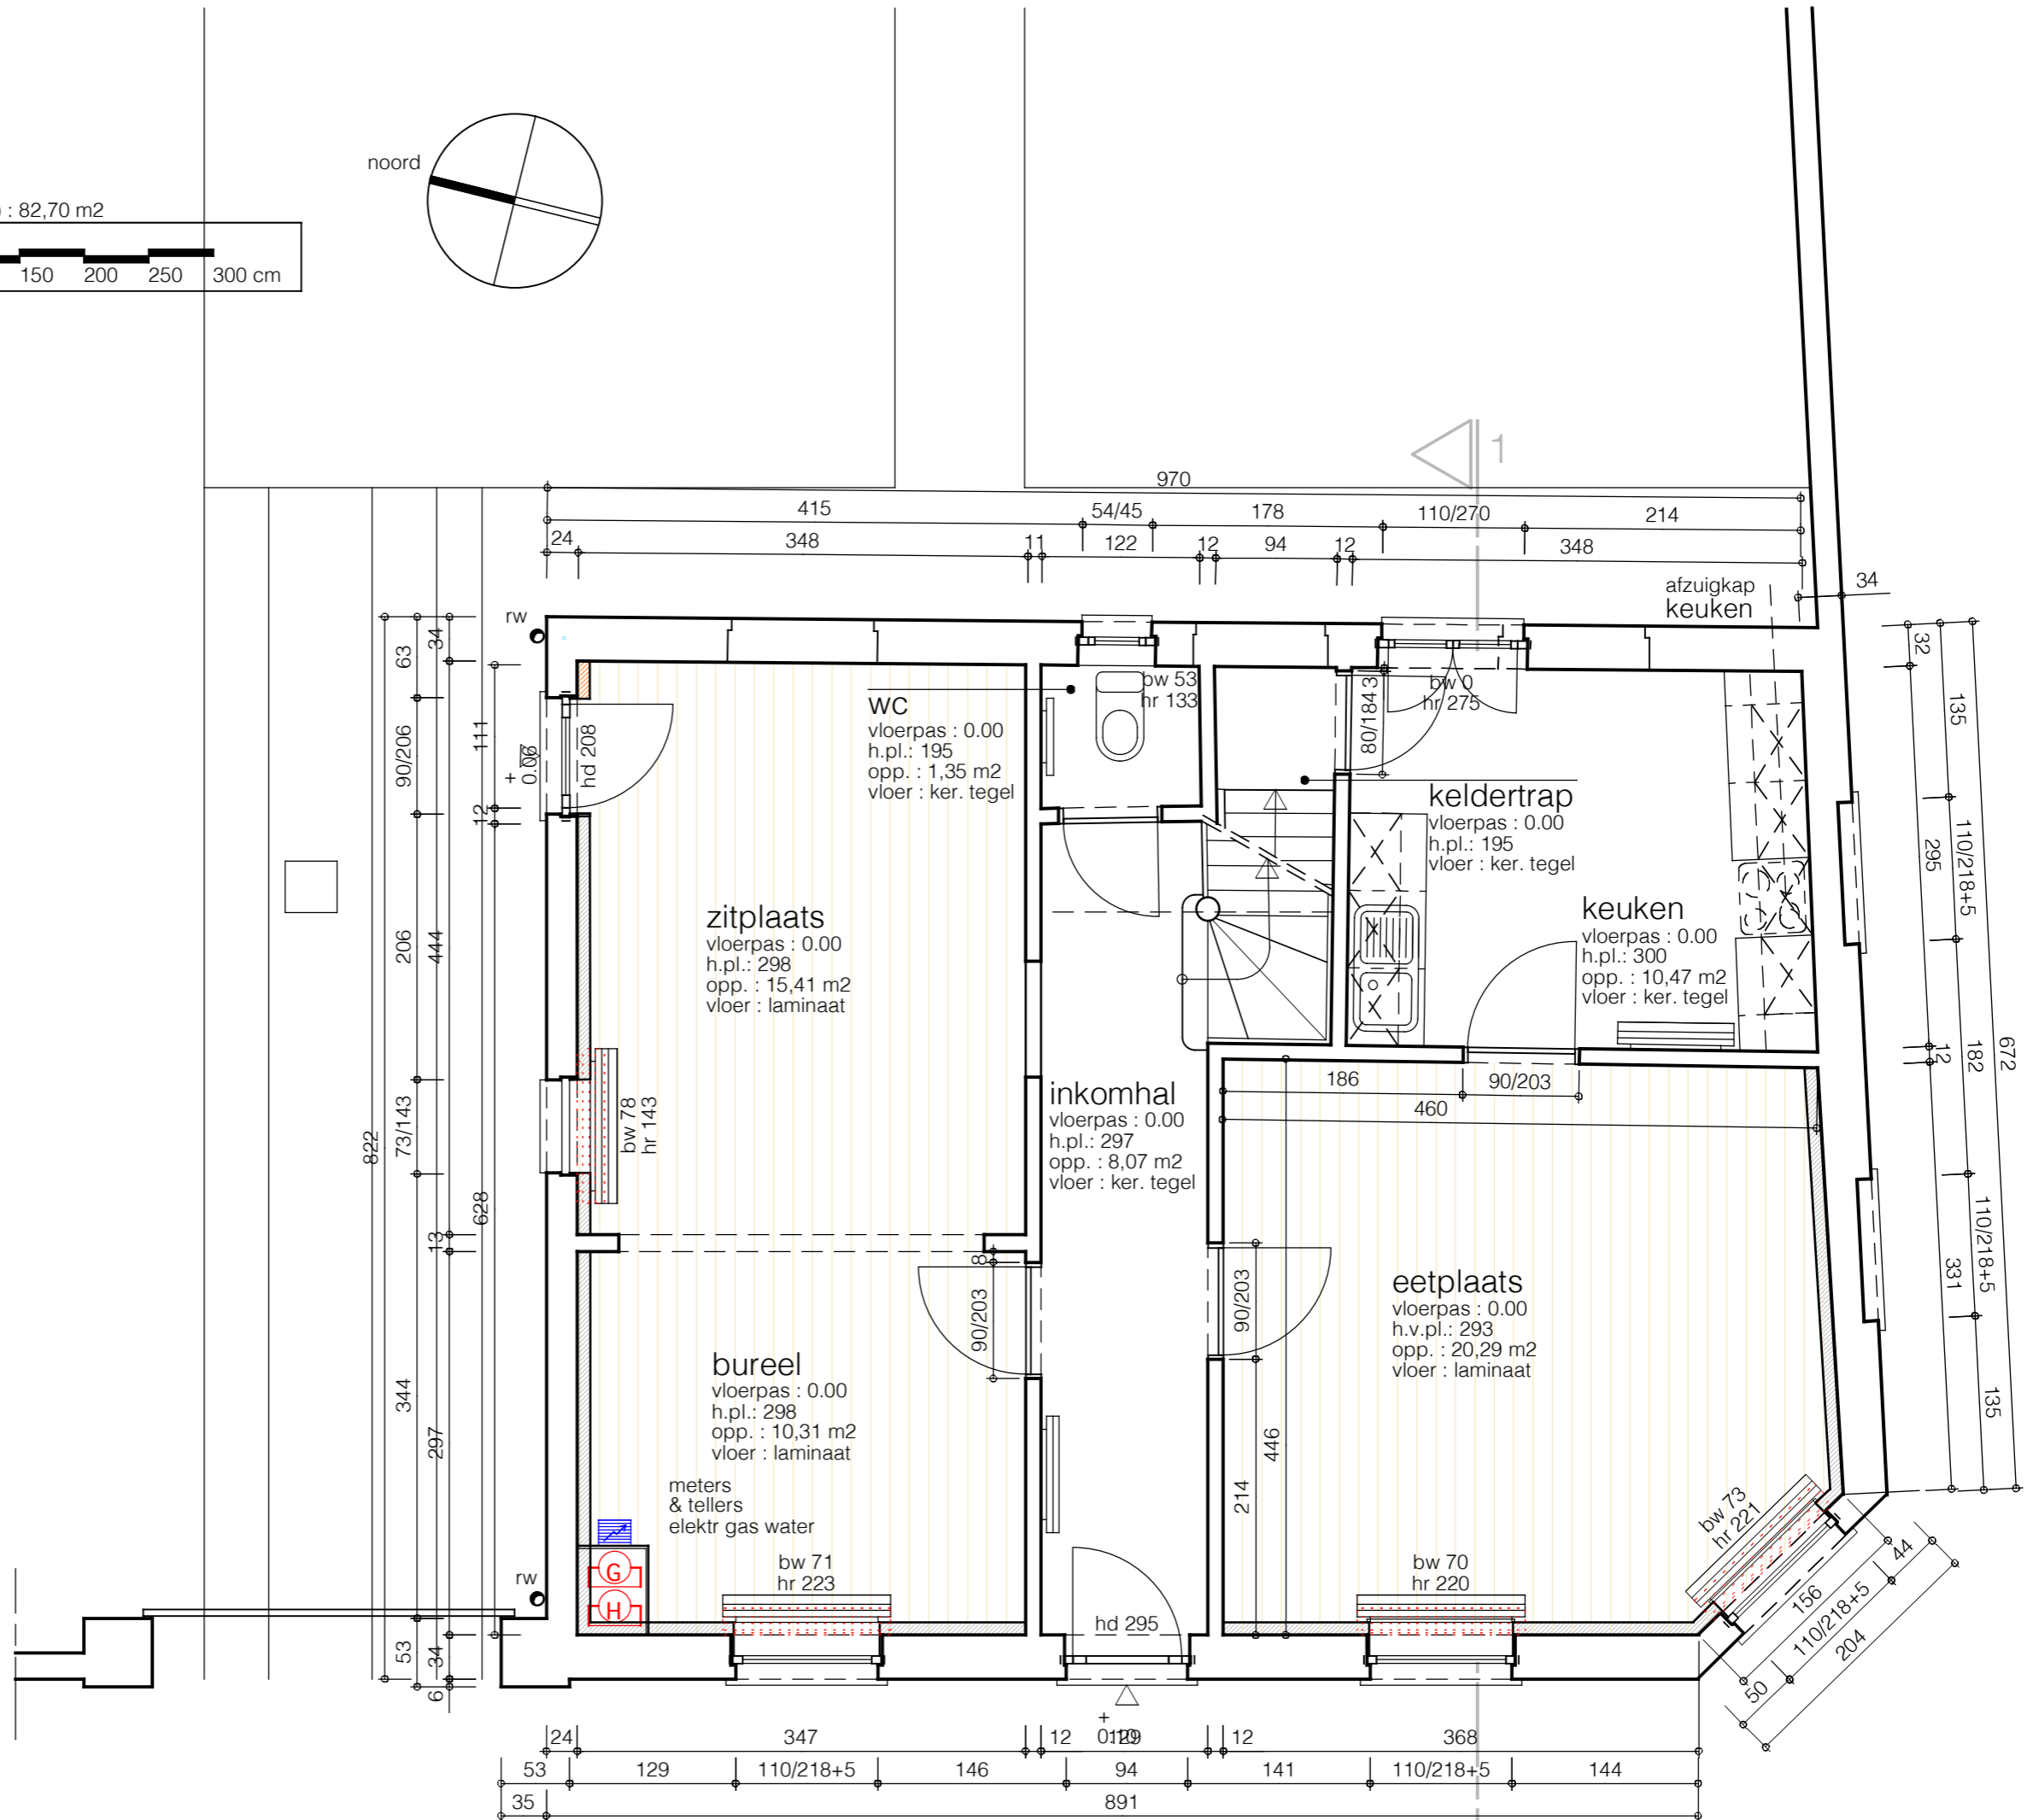 noord
: 82,70 m2
150 200 250 300 cm
1
970
415 54/45 178 110/270 214
24 348 11 122 12 94 12 348
afzuigkap
keuken
34
rw
WC
vloerpas : 0.00
h.pl.: 195
opp. : 1,35 m2
vloer : ker. tegel
bw 53
hr 133
bw 0
hr 275
80/184
3
keldertrap
vloerpas : 0.00
h.pl.: 195
vloer : ker. tegel
keuken
vloerpas : 0.00
h.pl.: 300
opp. : 10,47 m2
vloer : ker. tegel
zitplaats
vloerpas : 0.00
h.pl.: 298
opp. : 15,41 m2
vloer : laminaat
hd 208
+
0.06
bw 78
hr 143
inkomhal
vloerpas : 0.00
h.pl.: 297
opp. : 8,07 m2
vloer : ker. tegel
186 90/203
460
eetplaats
vloerpas : 0.00
h.v.pl.: 293
opp. : 20,29 m2
vloer : laminaat
90/203
446
214
8
90/203
bureel
vloerpas : 0.00
h.pl.: 298
opp. : 10,31 m2
vloer : laminaat
meters
& tellers
elektr gas water
G
H
rw
bw 71
hr 223
hd 295
bw 70
hr 220
bw 73
hr 221
822
63
90/206
206
73/143
344
53
34
444
13
297
34
6
111
12
628
32
295
12
331
135
110/218+5
182
110/218+5
135
672
156
44
110/218+5
50
204
+
24 347 12 12 368
53 129 110/218+5 146 94 141 110/218+5 144
35 891